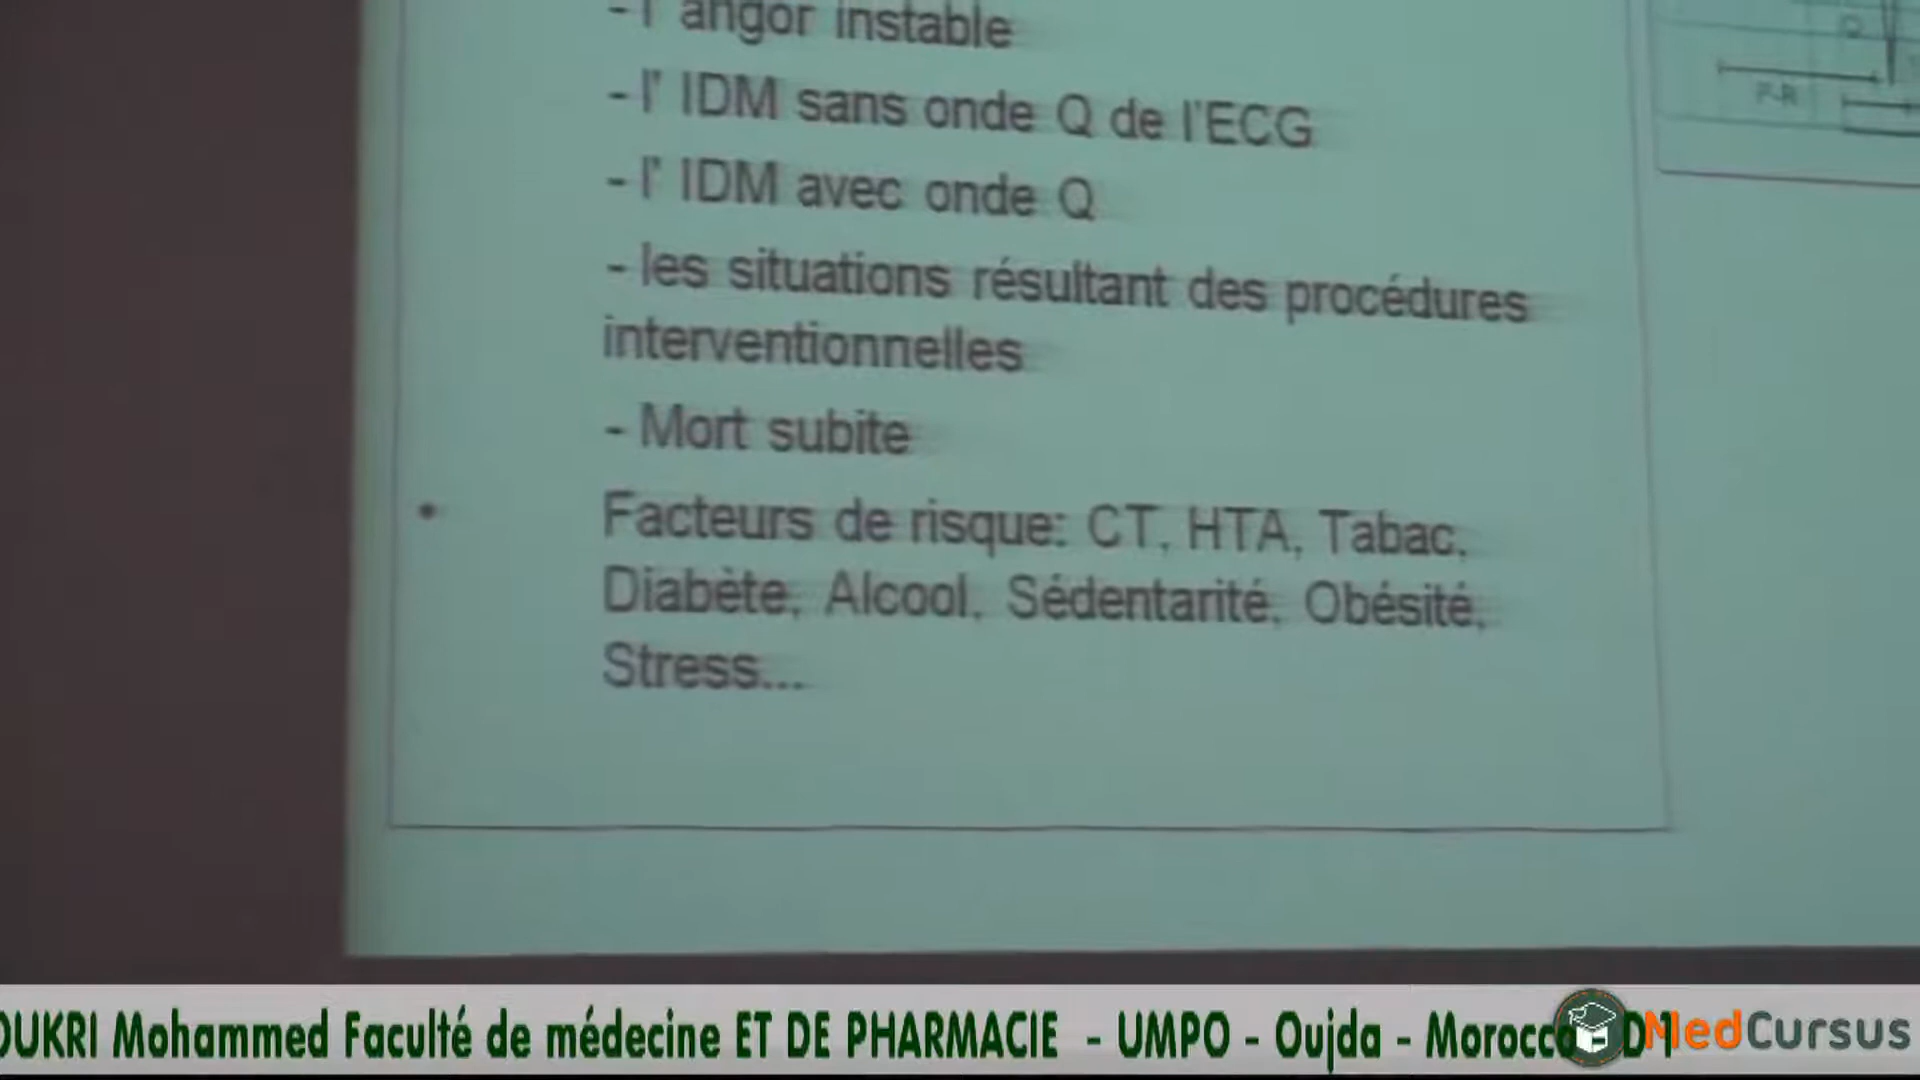 - l' angor instable
- l' IDM sans onde Q de l'ECG
- l' IDM avec onde Q
- les situations résultant des procédures
interventionnelles
- Mort subite
• Facteurs de risque: CT, HTA, Tabac,
Diabète, Alcool, Sédentarité, Obésité,
Stress...
Q
P-R
OUKRI Mohammed Faculté de médecine ET DE PHARMACIE - UMPO - Oujda - Morocco - D1
MedCursus